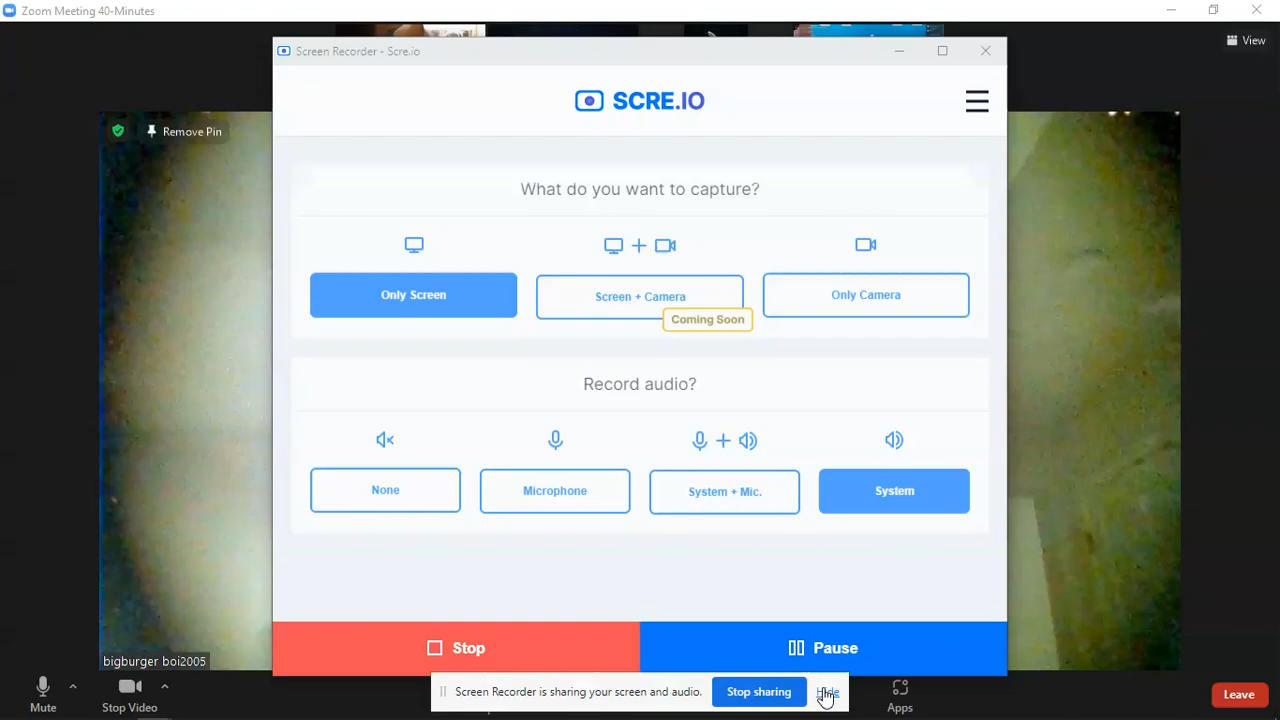 Zoom Meeting 40-Minutes
Screen Recorder - Scre.io
View
SCRE.IO
Remove Pin
What do you want to capture?
Only Screen
Screen + Camera
Only Camera
Coming Soon
Record audio?
None
Microphone
System + Mic.
System
Stop
Pause
bigburger boi2005
Screen Recorder is sharing your screen and audio.
Stop sharing
Hide
Mute
Stop Video
Apps
Leave